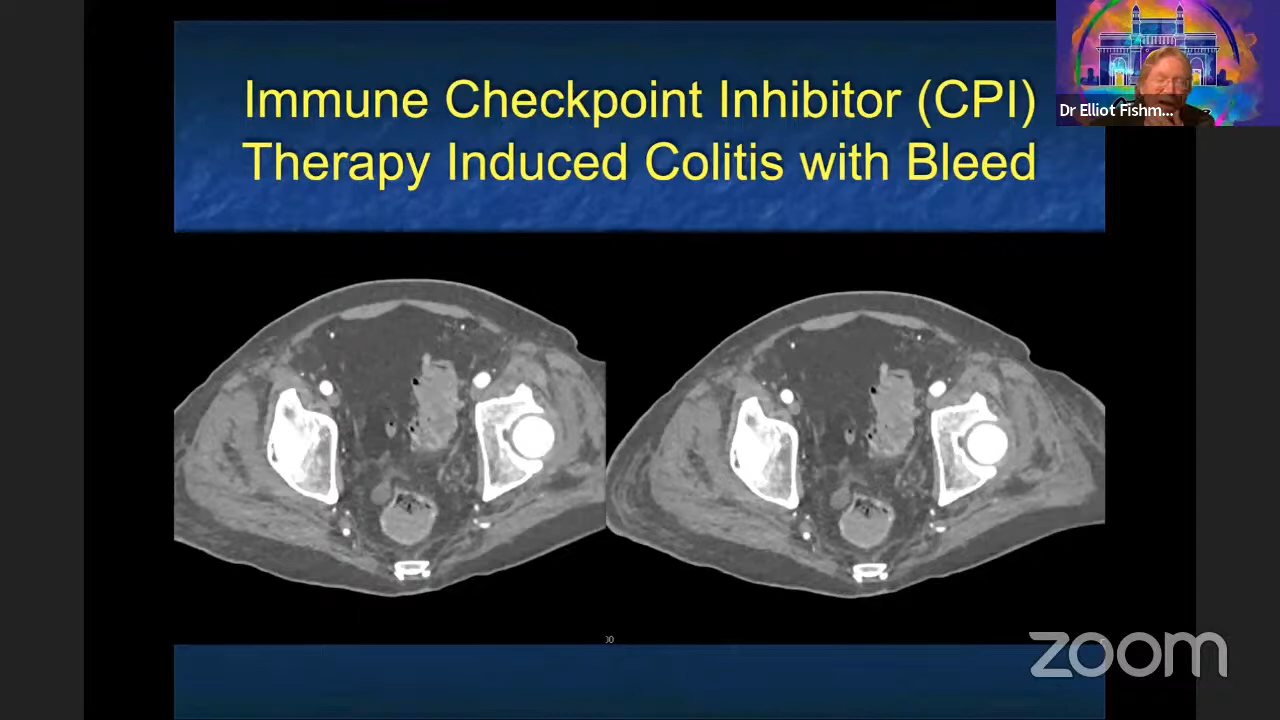 Immune Checkpoint Inhibitor (CPI)
Therapy Induced Colitis with Bleed
Dr Elliot Fishm...
zoom